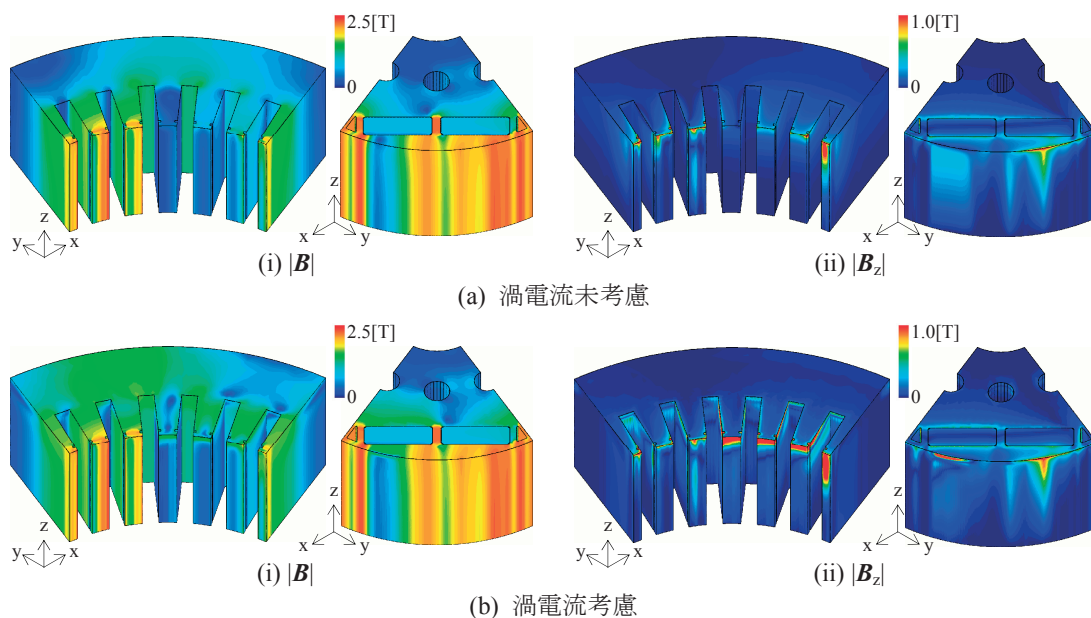 2.5[T]
0
1.0[T]
0
z
y
x
z
x
y
z
y
x
z
x
y
(i) |B|
(ii) |Bz|
(a) 渦電流未考慮
2.5[T]
0
1.0[T]
0
z
y
x
z
x
y
z
y
x
z
x
y
(i) |B|
(ii) |Bz|
(b) 渦電流考慮